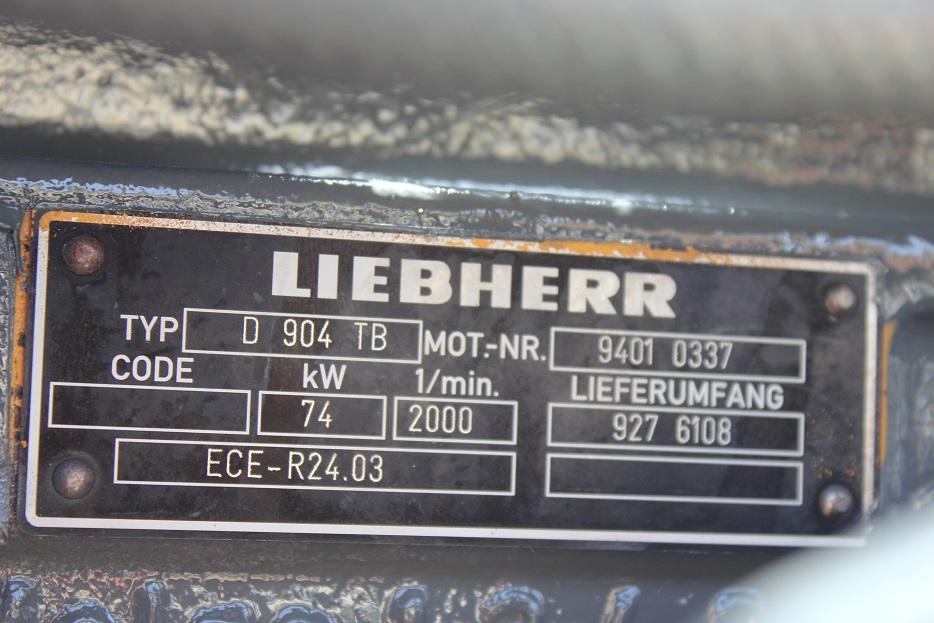 LIEBHERR
TYP D 904 TB MOT.-NR. 9401 0337
CODE kW 1/min. LIEFERUMFANG
74 2000 927 6108
ECE-R24.03